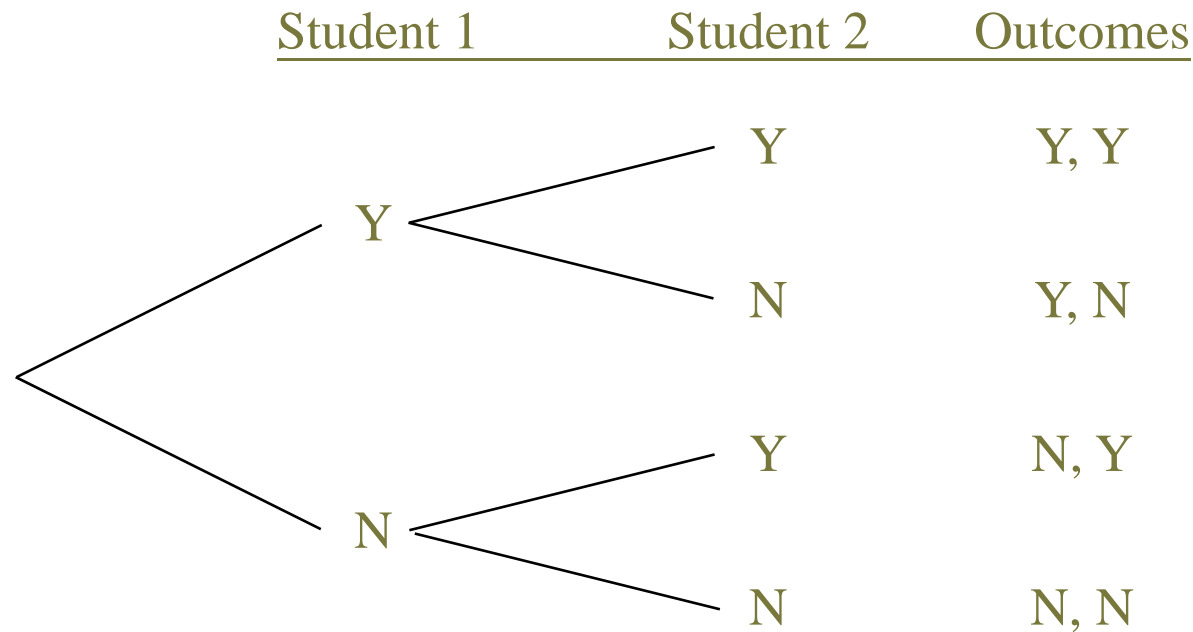 Student 1 Student 2 Outcomes
Y Y, Y
Y
N Y, N
Y N, Y
N
N N, N